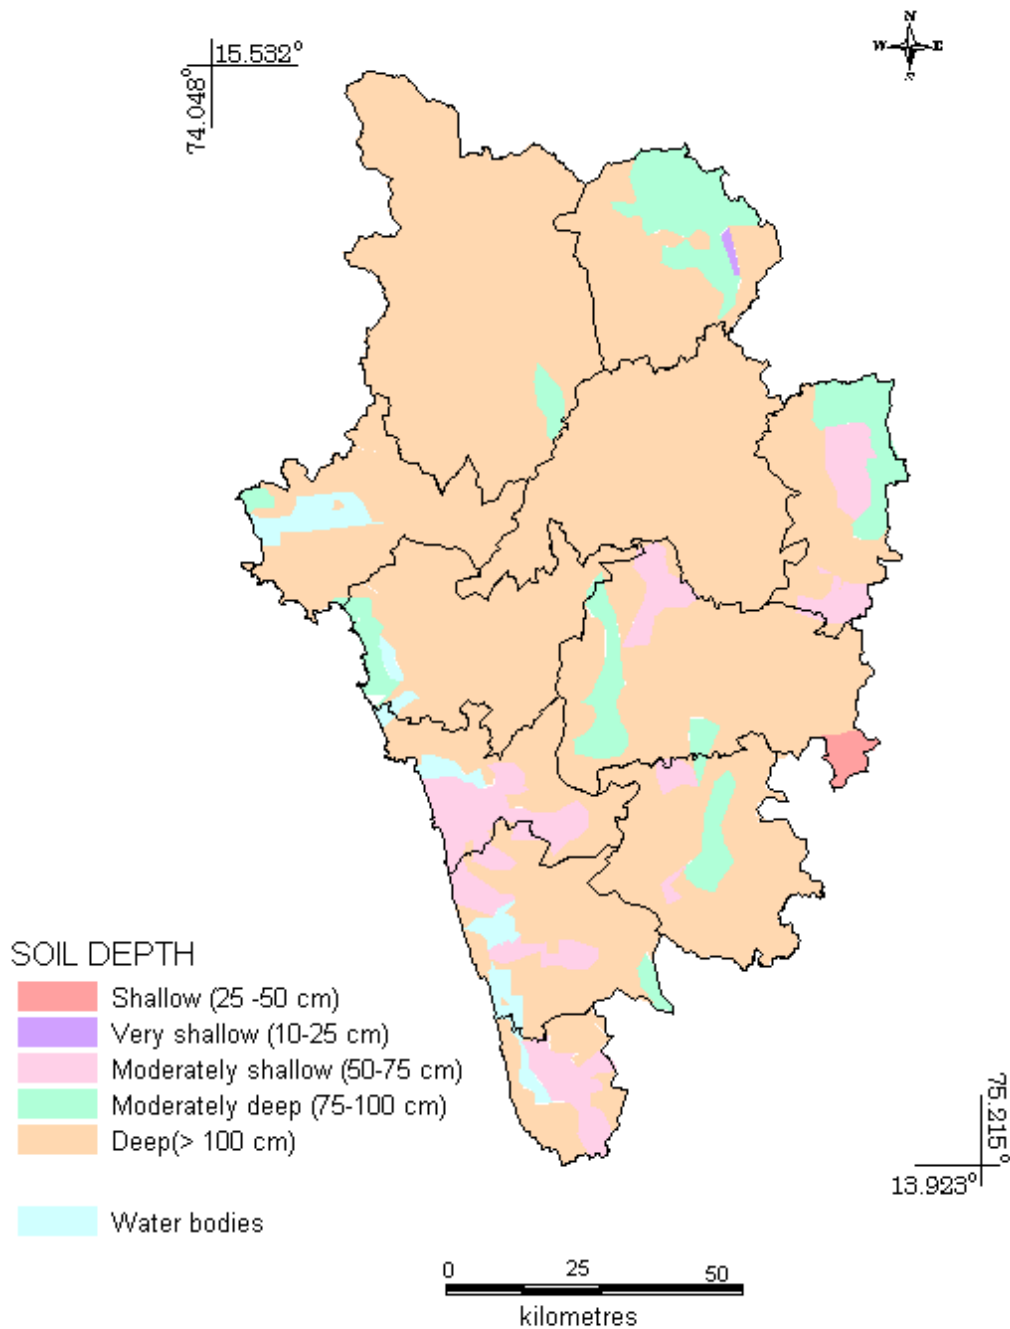 N
15.532°
W E
74.048°
S
SOIL DEPTH
Shallow (25 -50 cm)
Very shallow (10-25 cm)
Moderately shallow (50-75 cm)
Moderately deep (75-100 cm)
Deep(> 100 cm)
75.215°
13.923°
Water bodies
0 25 50
kilometres